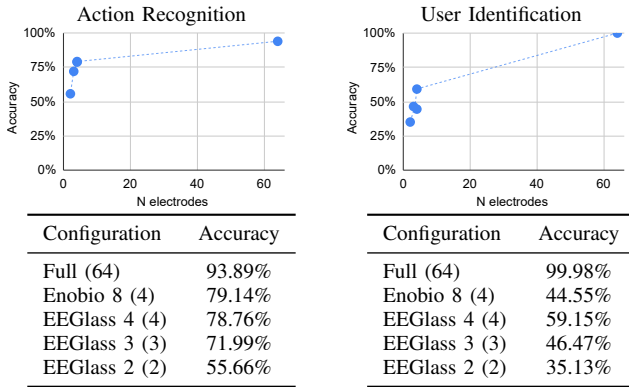 Action Recognition
100%
75%
50%
25%
0%
Accuracy
0 20 40 60
N electrodes
Configuration Accuracy
Full (64) 93.89%
Enobio 8 (4) 79.14%
EEGlass 4 (4) 78.76%
EEGlass 3 (3) 71.99%
EEGlass 2 (2) 55.66%
User Identification
100%
75%
50%
25%
0%
Accuracy
0 20 40 60
N electrodes
Configuration Accuracy
Full (64) 99.98%
Enobio 8 (4) 44.55%
EEGlass 4 (4) 59.15%
EEGlass 3 (3) 46.47%
EEGlass 2 (2) 35.13%